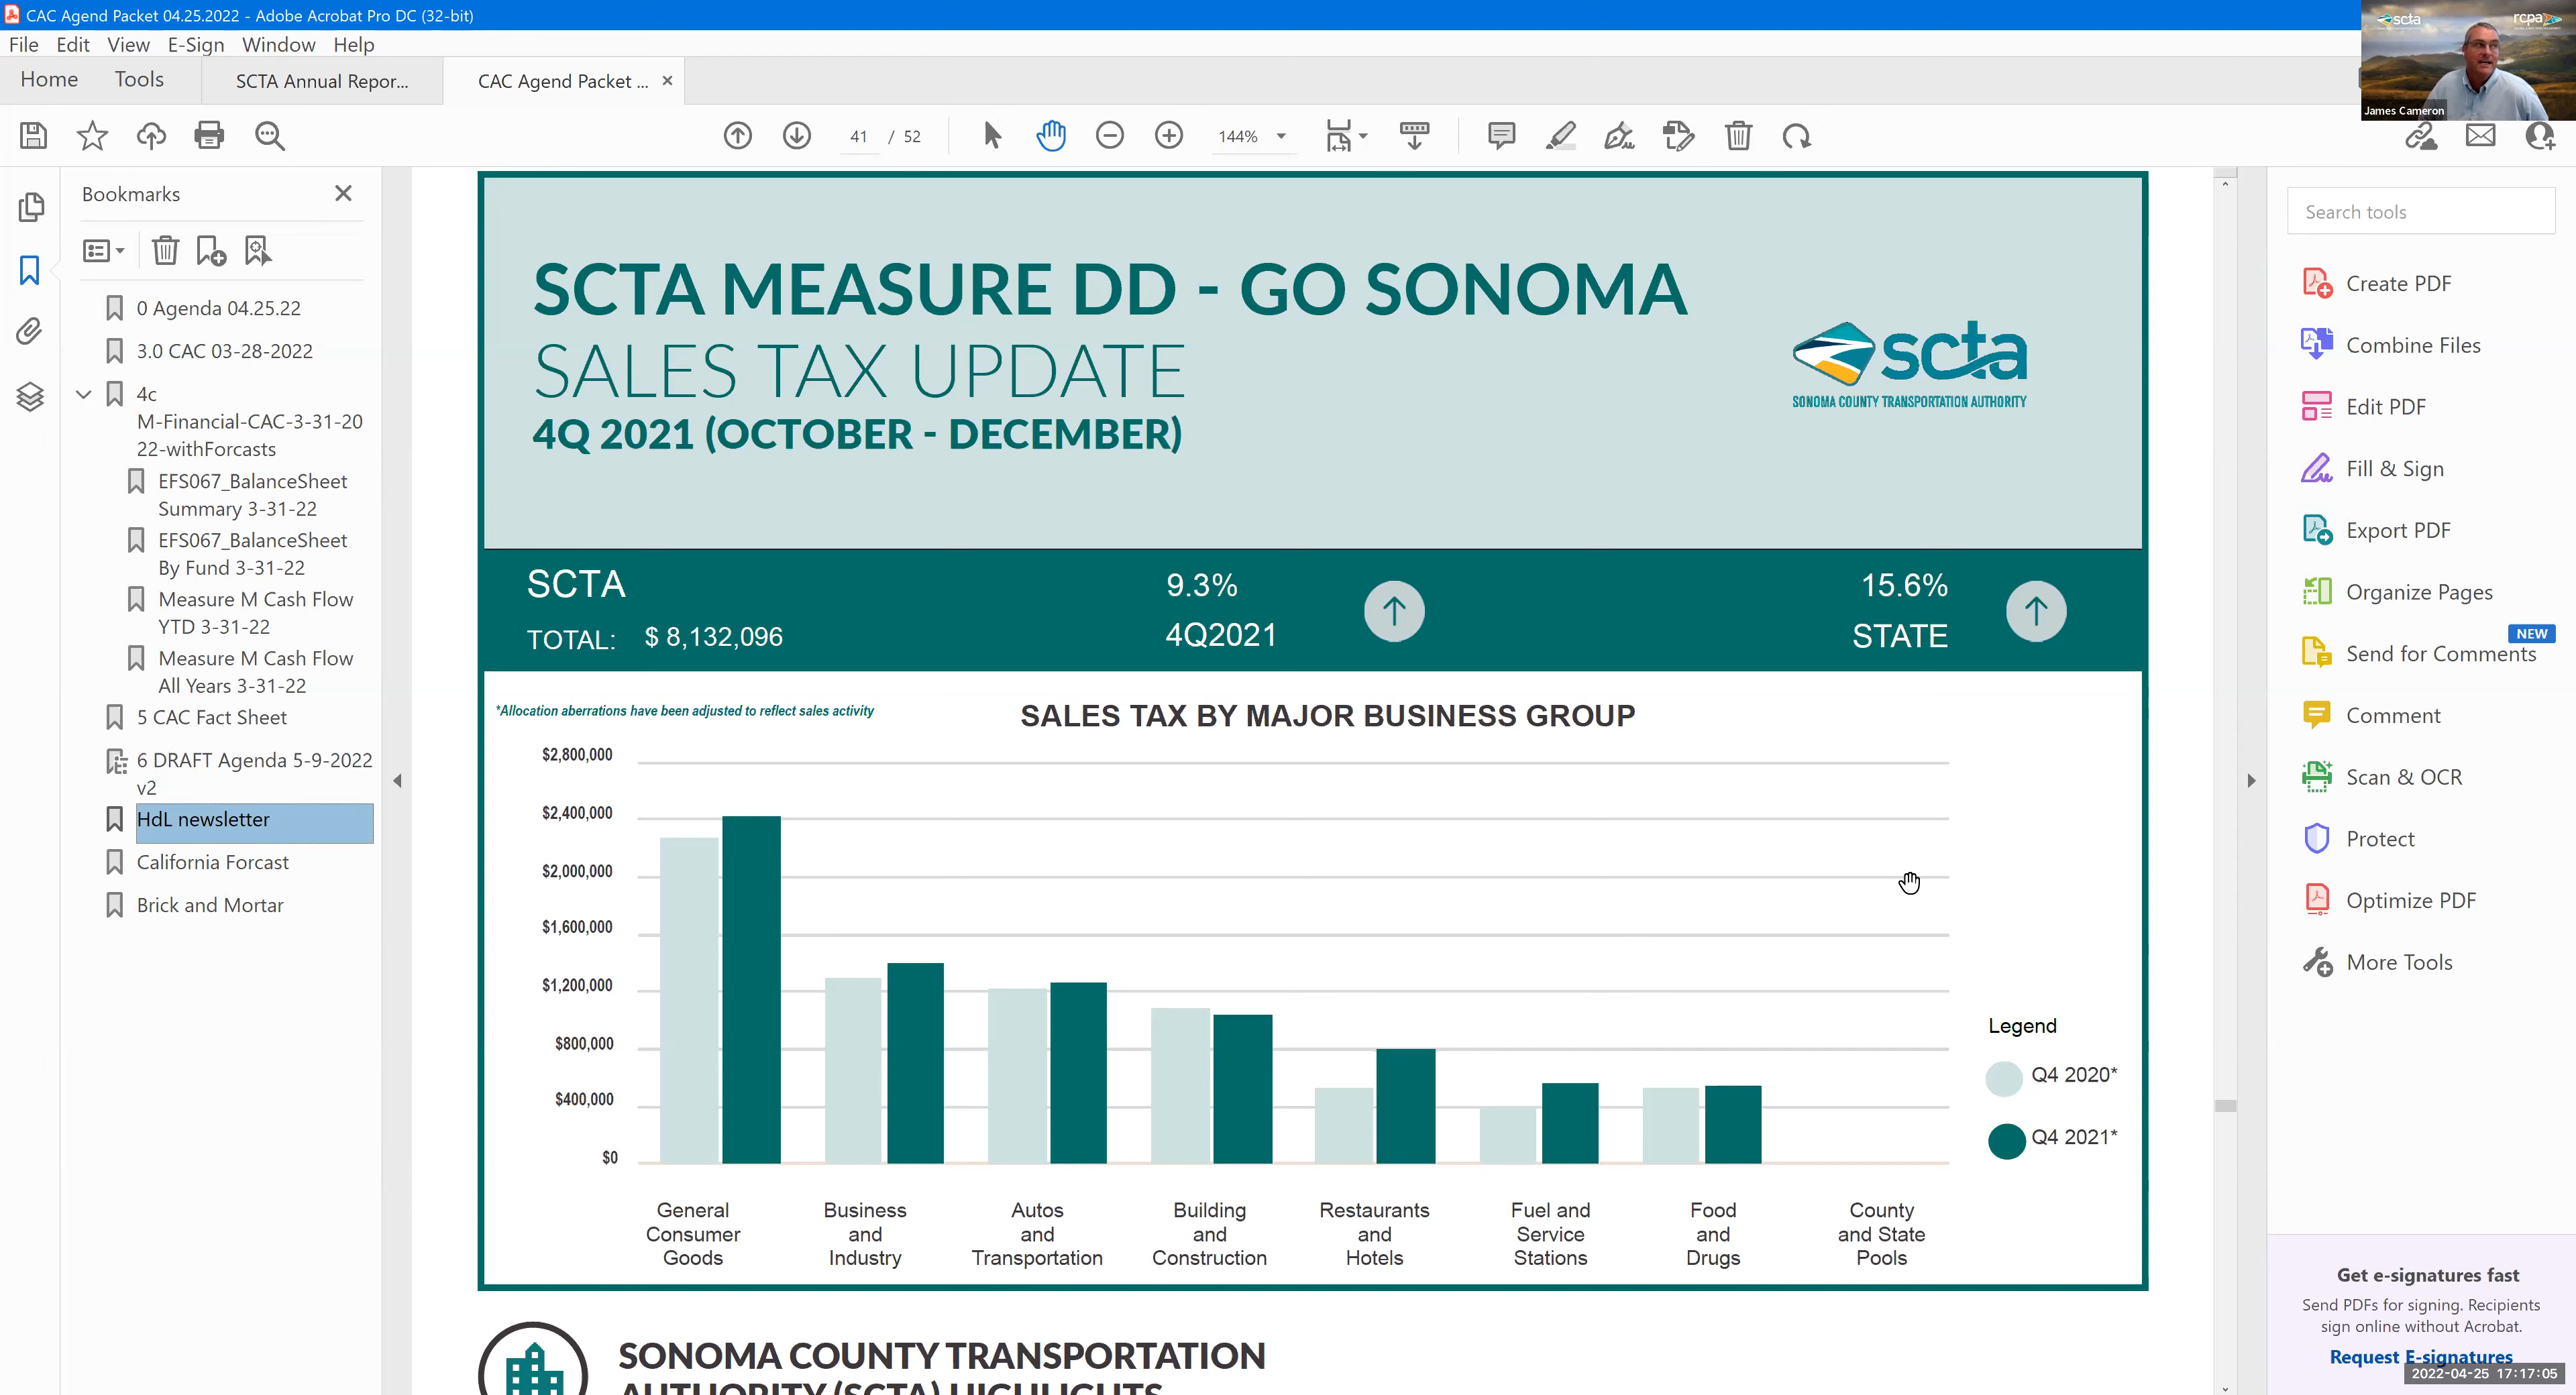 CAC Agend Packet 04.25.2022 - Adobe Acrobat Pro DC (32-bit)
File Edit View E-Sign Window Help
Home Tools SCTA Annual Repor... CAC Agend Packet ...
41 / 52 144%
scta rcpa
James Cameron
Bookmarks
0 Agenda 04.25.22
3.0 CAC 03-28-2022
4c
M-Financial-CAC-3-31-20
22-withForcasts
EFS067_BalanceSheet
Summary 3-31-22
EFS067_BalanceSheet
By Fund 3-31-22
Measure M Cash Flow
YTD 3-31-22
Measure M Cash Flow
All Years 3-31-22
5 CAC Fact Sheet
6 DRAFT Agenda 5-9-2022
v2
HdL newsletter
California Forcast
Brick and Mortar
SCTA MEASURE DD - GO SONOMA
SALES TAX UPDATE
4Q 2021 (OCTOBER - DECEMBER)
scta
SONOMA COUNTY TRANSPORTATION AUTHORITY
SCTA
TOTAL: $ 8,132,096
9.3%
4Q2021
15.6%
STATE
*Allocation aberrations have been adjusted to reflect sales activity
SALES TAX BY MAJOR BUSINESS GROUP
$2,800,000
$2,400,000
$2,000,000
$1,600,000
$1,200,000
$800,000
$400,000
$0
General
Consumer
Goods
Business
and
Industry
Autos
and
Transportation
Building
and
Construction
Restaurants
and
Hotels
Fuel and
Service
Stations
Food
and
Drugs
County
and State
Pools
Legend
Q4 2020*
Q4 2021*
SONOMA COUNTY TRANSPORTATION
AUTHORITY (SCTA) HIGHLIGHTS
Search tools
Create PDF
Combine Files
Edit PDF
Fill & Sign
Export PDF
Organize Pages
NEW
Send for Comments
Comment
Scan & OCR
Protect
Optimize PDF
More Tools
Get e-signatures fast
Send PDFs for signing. Recipients
sign online without Acrobat.
Request E-signatures
2022-04-25 17:17:05